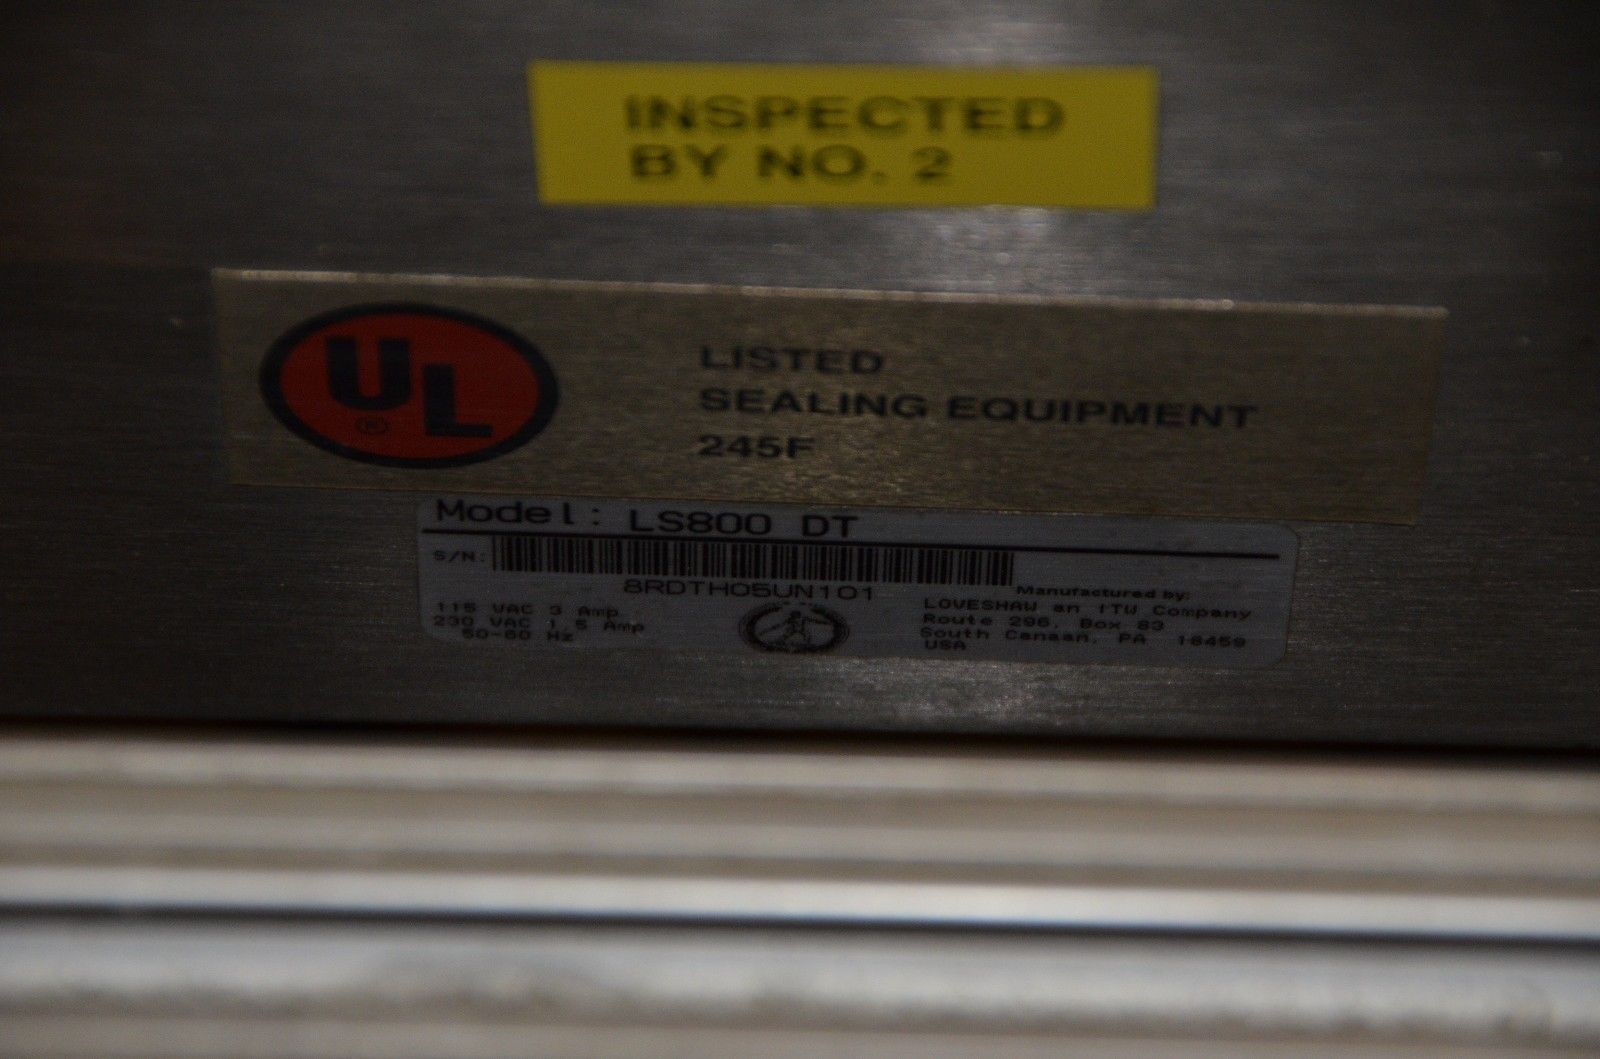 INSPECTED
BY NO. 2
UL
®
LISTED
SEALING EQUIPMENT
245F
Model: LS800 DT
S/N:
8RDTH05UN101
115 VAC 3 Amp
230 VAC 1.5 Amp
50-60 Hz
Manufactured by:
LOVESHAW an ITW Company
Route 296, Box 83
South Canaan, PA 18459
USA